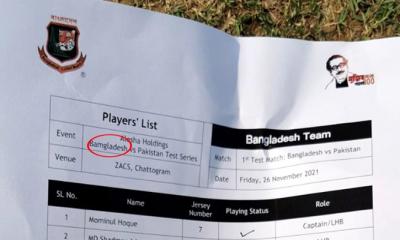 Players' List
Bangladesh Team
Event
Alesha Holdings
Bamgladesh vs Pakistan Test Series
Match
1st Test Match: Bangladesh vs Pakistan
Venue
ZACS, Chattogram
Date
Friday, 26 November 2021
SL No.
Name
Jersey Number
Playing Status
Role
1
Mominul Hoque
7
Captain/LHB
2
100